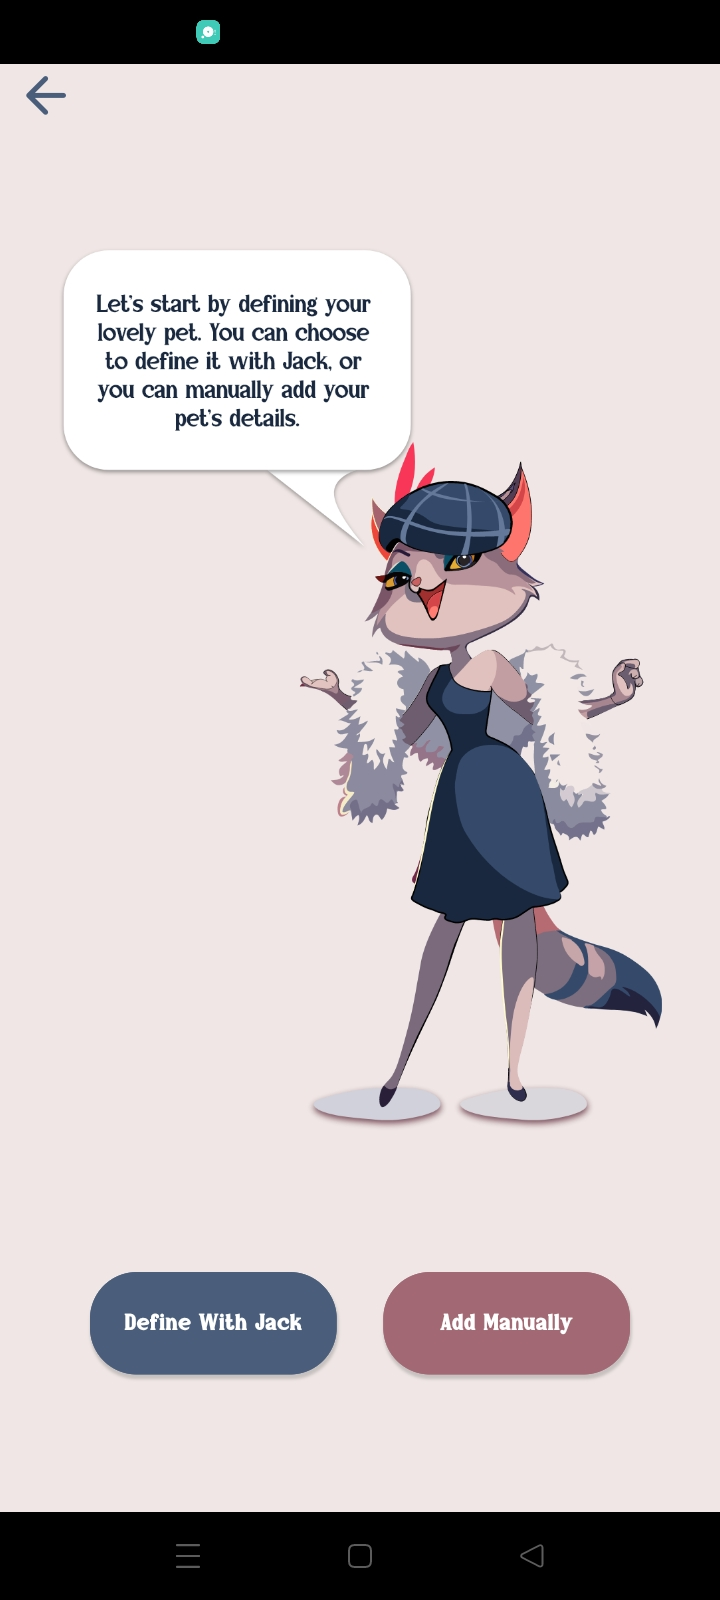 Let's start by defining your
lovely pet. You can choose
to define it with Jack, or
you can manually add your
pet's details.
Define With Jack
Add Manually